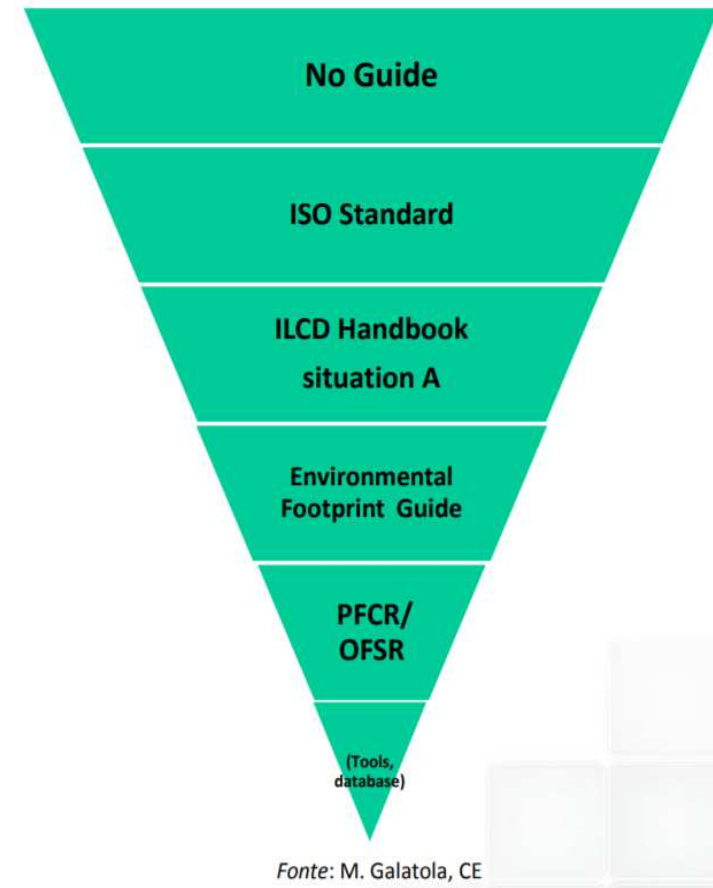 No Guide
ISO Standard
ILCD Handbook
situation A
Environmental
Footprint Guide
PFCR/
OFSR
(Tools,
database)
Fonte: M. Galatola, CE